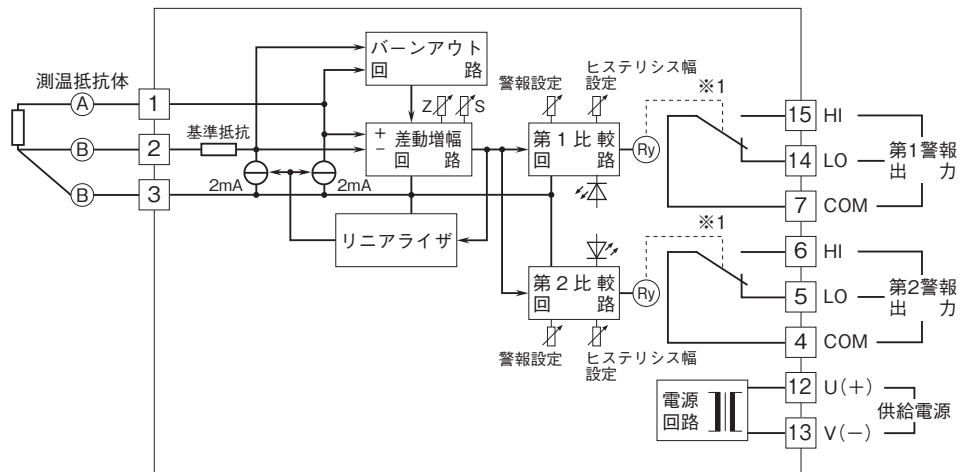 測温抵抗体
A
B
B
1
2
3
基準抵抗
バーンアウト
回　路
Z
S
+
−
差動増幅
回　路
2mA
2mA
リニアライザ
警報設定
ヒステリシス幅
設定
第1比較
回　路
Ry
※1
15 HI
14 LO
7 COM
第1警報
出　力
※1
第2比較
回　路
Ry
警報設定
ヒステリシス幅
設定
6 HI
5 LO
4 COM
第2警報
出　力
電源
回路
12 U(+)
13 V(−)
供給電源